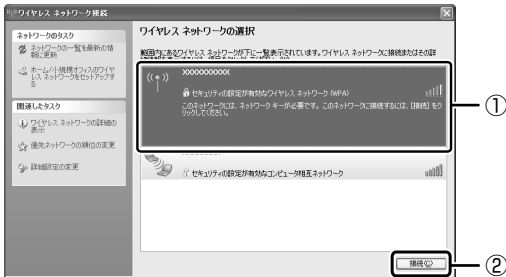 ワイヤレス ネットワーク接続
ネットワークのタスク
ネットワークの一覧を最新の情
報に更新
ホーム/小規模オフィスのワイヤ
レス ネットワークをセットアップす
る
関連したタスク
ワイヤレス ネットワークの詳細の
表示
優先ネットワークの順位の変更
詳細設定の変更
ワイヤレス ネットワークの選択
範囲内にあるワイヤレス ネットワークが下に一覧表示されています。ワイヤレス ネットワークに接続またはその詳
XXXXXXXXXX
セキュリティの設定が有効なワイヤレス ネットワーク (WPA)
このネットワークには、ネットワーク キーが必要です。このネットワークに接続するには、[接続] をク
リックしてください。
セキュリティの設定が有効なコンピュータ相互ネットワーク
接続(C)
①
②